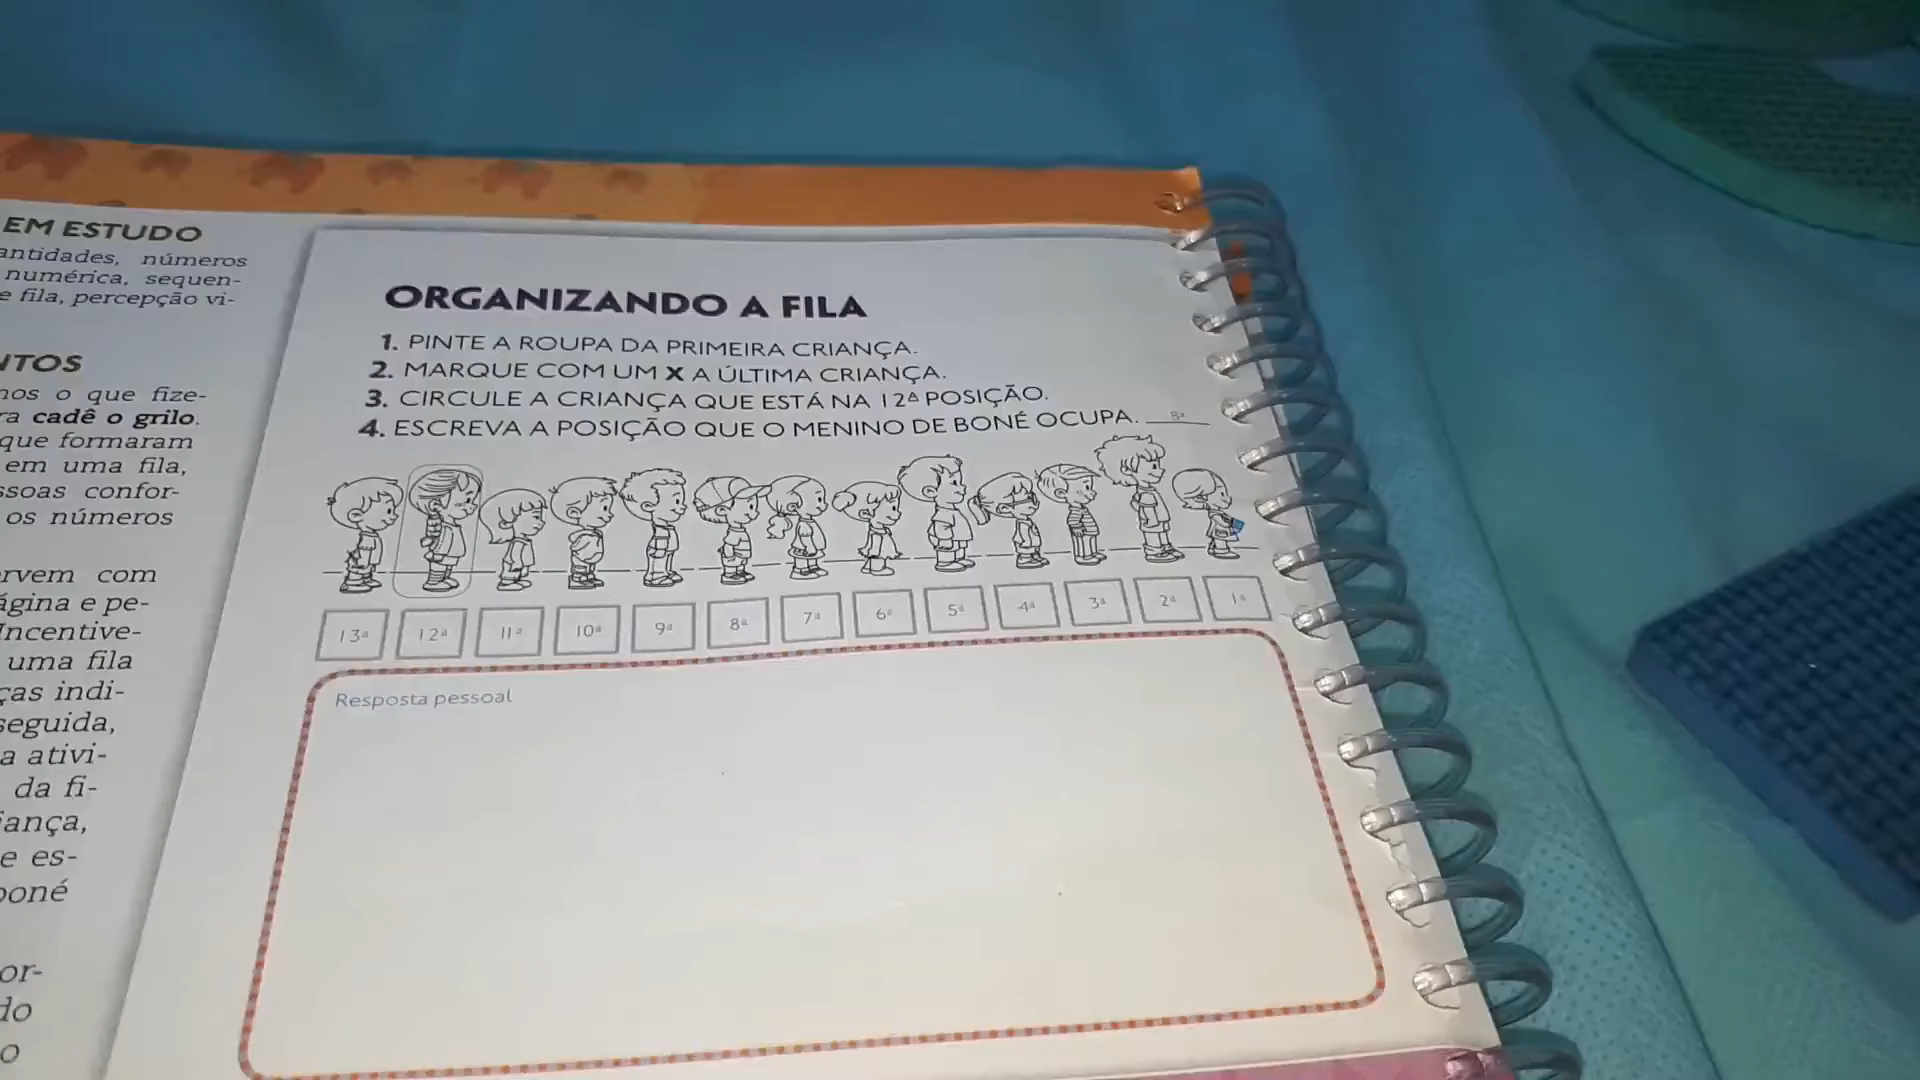 EM ESTUDO
antidades, números
numérica, sequen-
e fila, percepção vi-
NTOS
nos o que fize-
ra cadê o grilo.
que formaram
em uma fila,
ssoas confor-
os números
rvem com
ágina e pe-
Incentive-
uma fila
ças indi-
seguida,
a ativi-
da fi-
iança,
e es-
boné
or-
do
o
ORGANIZANDO A FILA
1. PINTE A ROUPA DA PRIMEIRA CRIANÇA.
2. MARQUE COM UM X A ÚLTIMA CRIANÇA.
3. CIRCULE A CRIANÇA QUE ESTÁ NA 12ª POSIÇÃO.
4. ESCREVA A POSIÇÃO QUE O MENINO DE BONÉ OCUPA. 8ª
13ª 12ª 11ª 10ª 9ª 8ª 7ª 6ª 5ª 4ª 3ª 2ª 1ª
Resposta pessoal